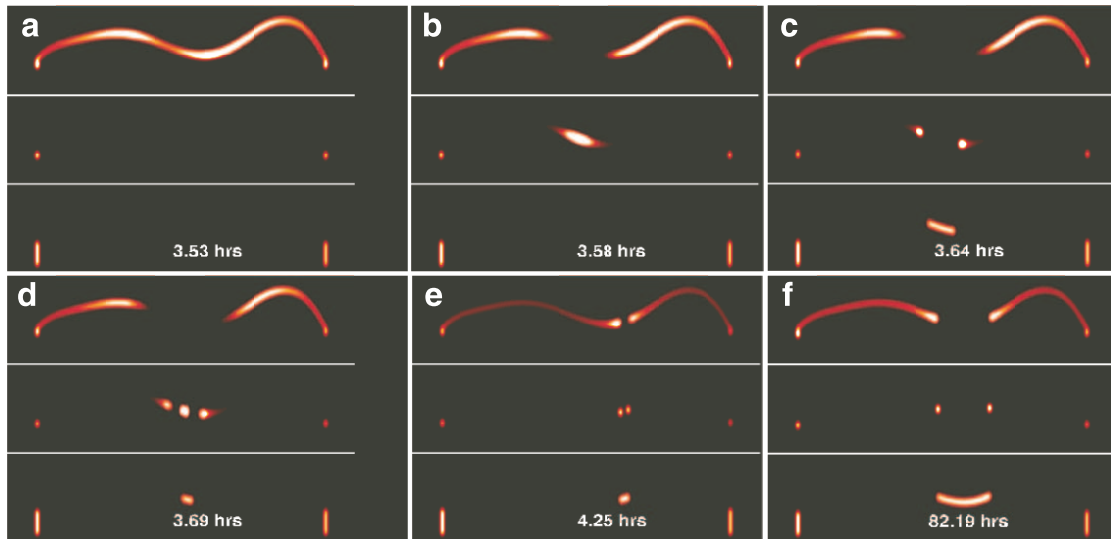 a
3.53 hrs
b
3.58 hrs
c
3.64 hrs
d
3.69 hrs
e
4.25 hrs
f
82.19 hrs